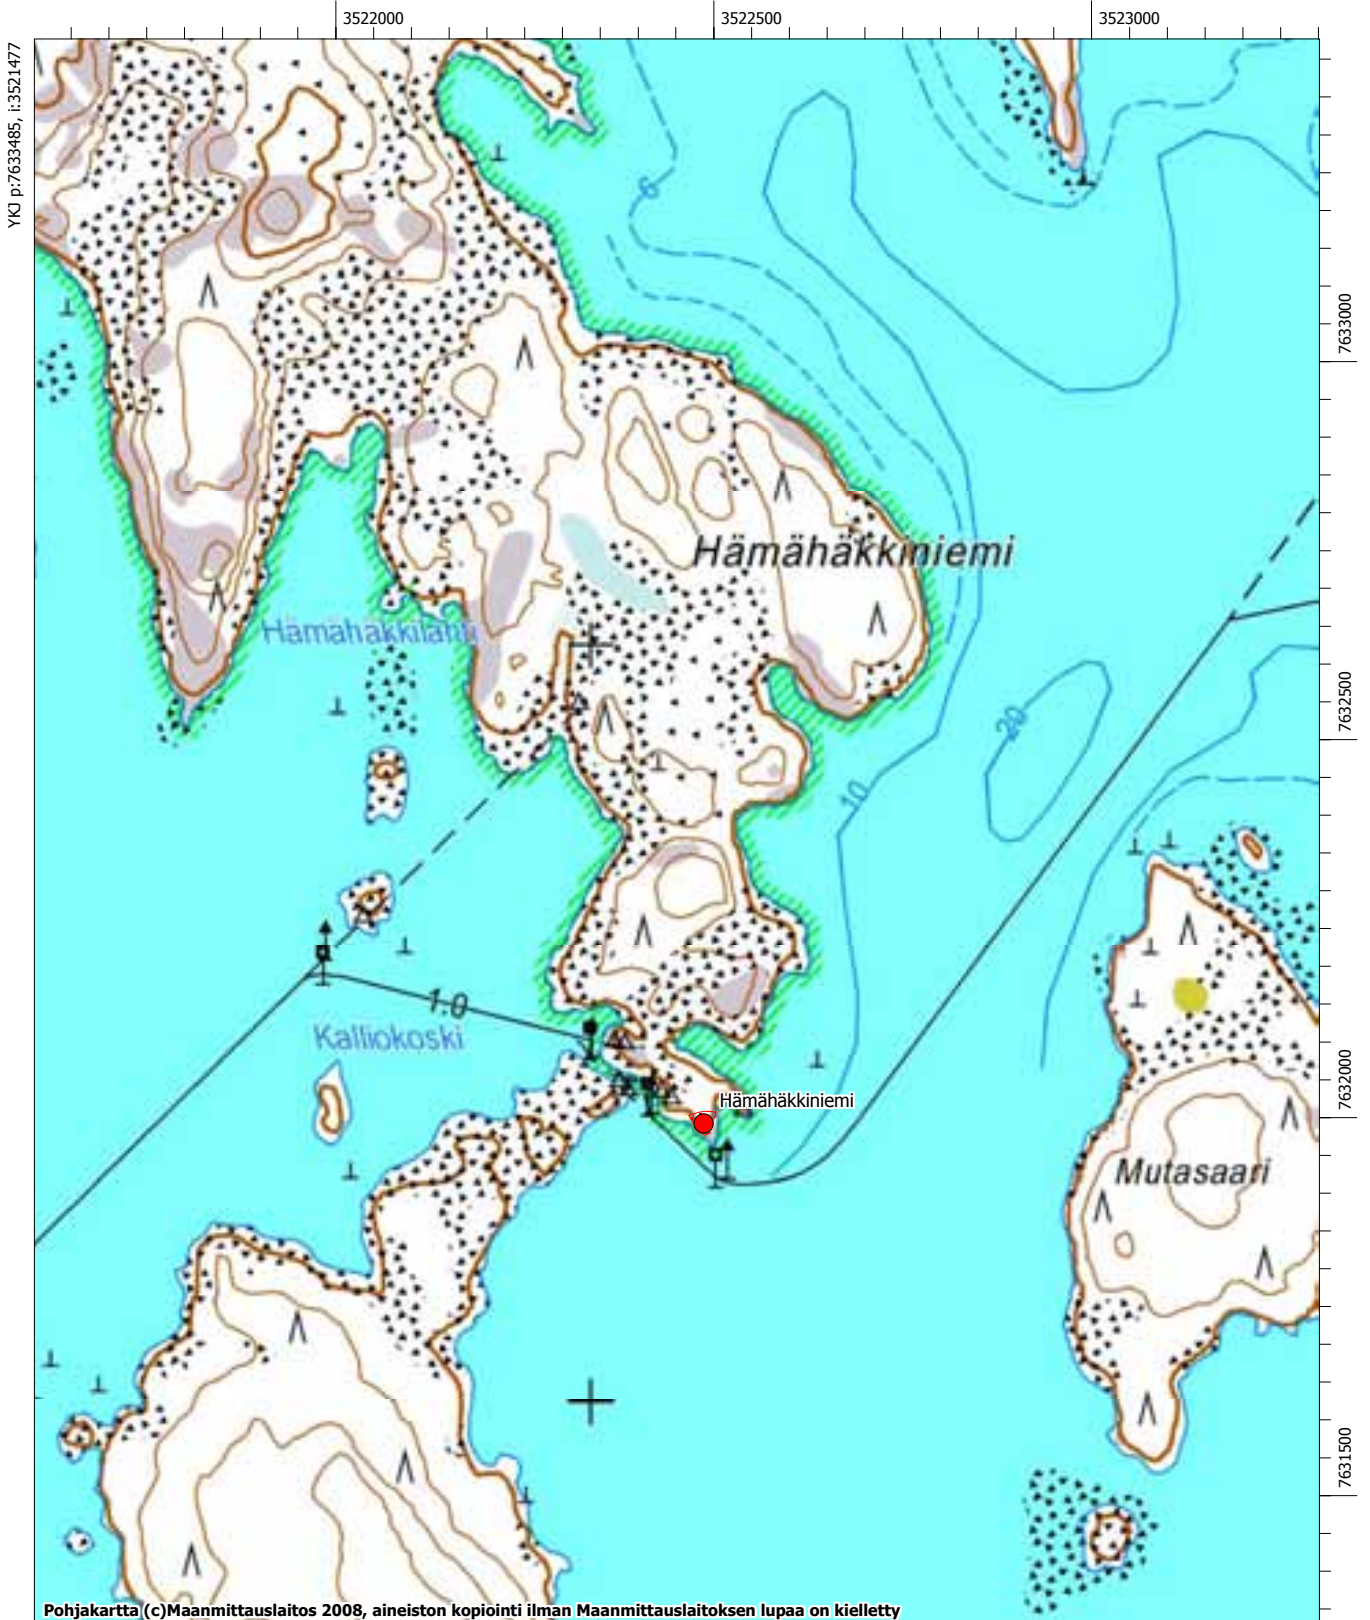 3522000
3522500
3523000
YKJ p:7633485, i:3521477
6
7633000
Hämähäkkiniemi
Hämähäkkilahti
7632500
20
10
1.0
Kalliokoski
7632000
Hämähäkkiniemi
Mutasaari
7631500
Pohjakartta (c)Maanmittauslaitos 2008, aineiston kopiointi ilman Maanmittauslaitoksen lupaa on kielletty